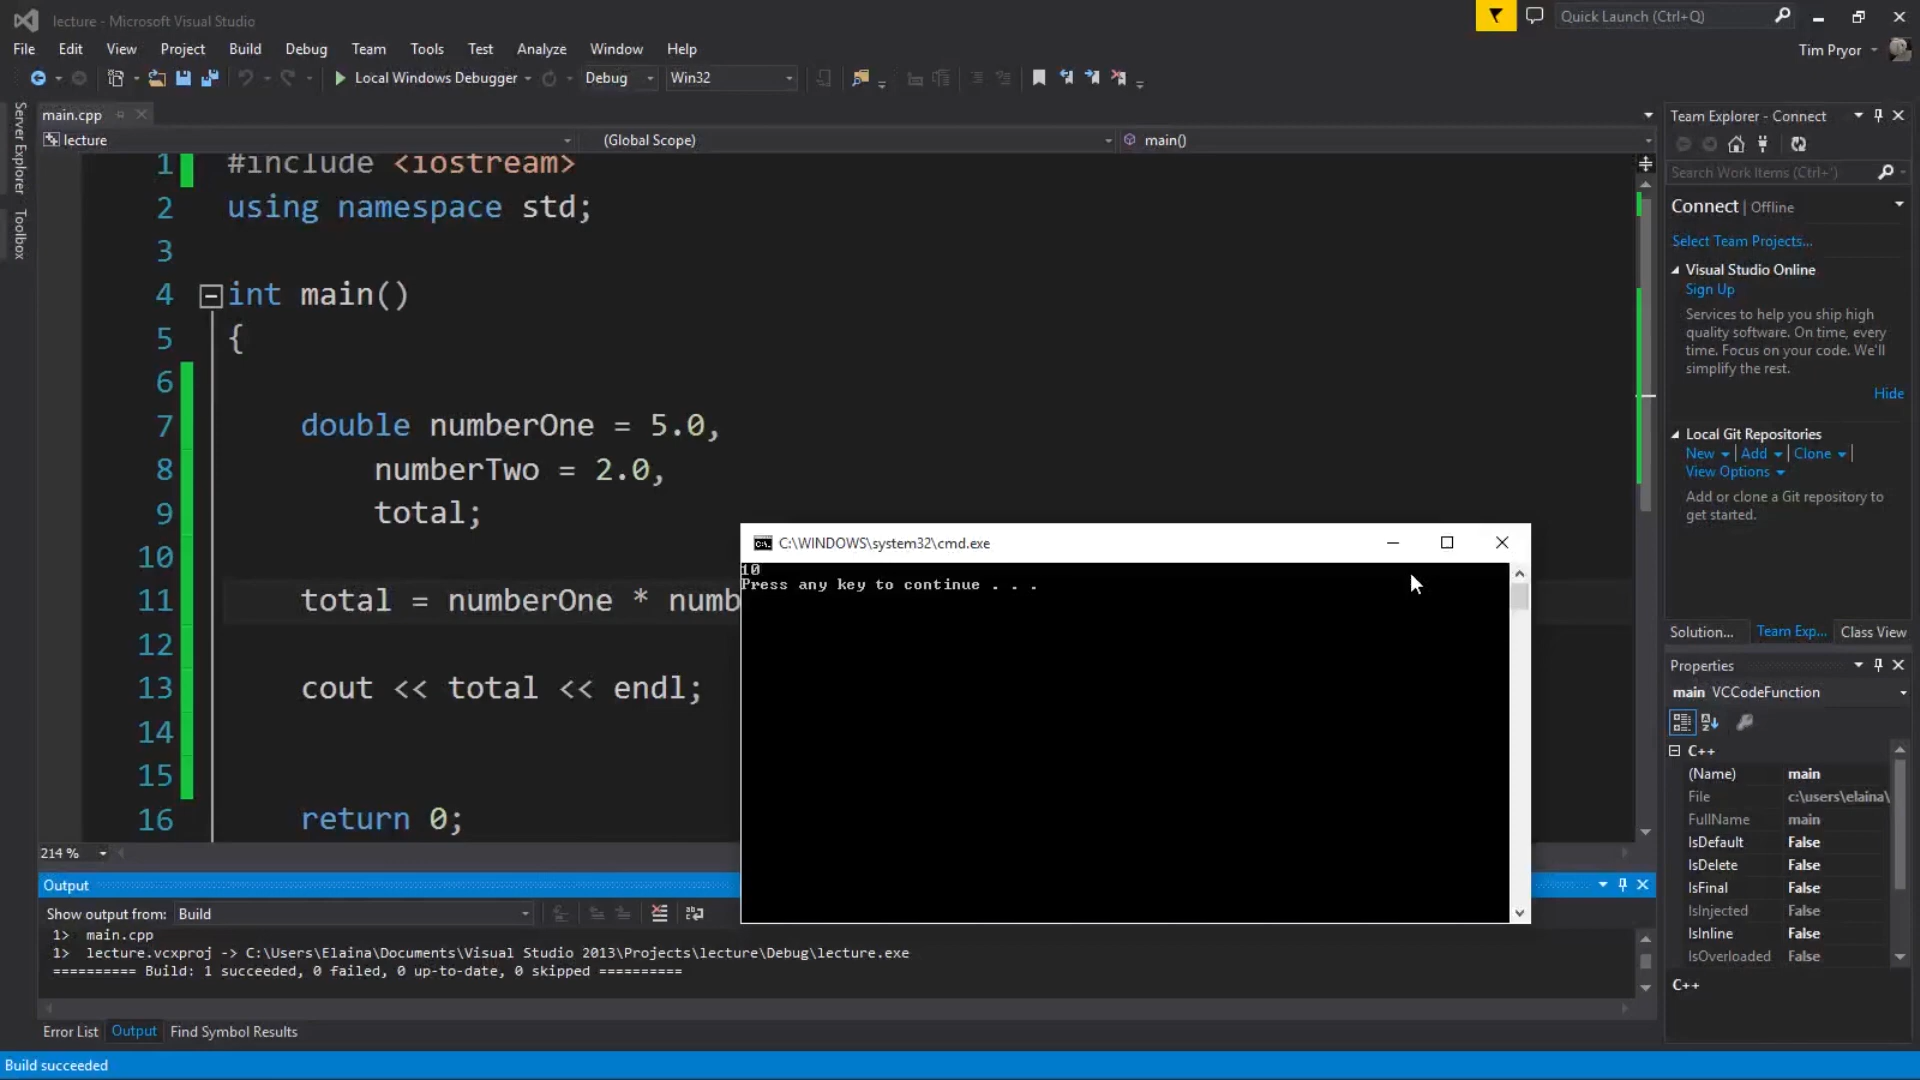 lecture - Microsoft Visual Studio
Quick Launch (Ctrl+Q)
File Edit View Project Build Debug Team Tools Test Analyze Window Help
Tim Pryor
Local Windows Debugger Debug Win32
Server Explorer
Toolbox
main.cpp
lecture (Global Scope) main()
1 #include <iostream>
2 using namespace std;
3
4 int main()
5 {
6
7 double numberOne = 5.0,
8 numberTwo = 2.0,
9 total;
10
11 total = numberOne * numb
12
13 cout << total << endl;
14
15
16 return 0;
214 %
C:\WINDOWS\system32\cmd.exe
10
Press any key to continue . . .
Output
Show output from: Build
1> main.cpp
1> lecture.vcxproj -> C:\Users\Elaina\Documents\Visual Studio 2013\Projects\lecture\Debug\lecture.exe
========== Build: 1 succeeded, 0 failed, 0 up-to-date, 0 skipped ==========
Error List Output Find Symbol Results
Build succeeded
Team Explorer - Connect
Search Work Items (Ctrl+')
Connect | Offline
Select Team Projects...
Visual Studio Online
Sign Up
Services to help you ship high
quality software. On time, every
time. Focus on your code. We'll
simplify the rest.
Hide
Local Git Repositories
New | Add | Clone |
View Options
Add or clone a Git repository to
get started.
Solution... Team Exp... Class View
Properties
main VCCodeFunction
C++
(Name) main
File c:\users\elaina\
FullName main
IsDefault False
IsDelete False
IsFinal False
IsInjected False
IsInline False
IsOverloaded False
C++